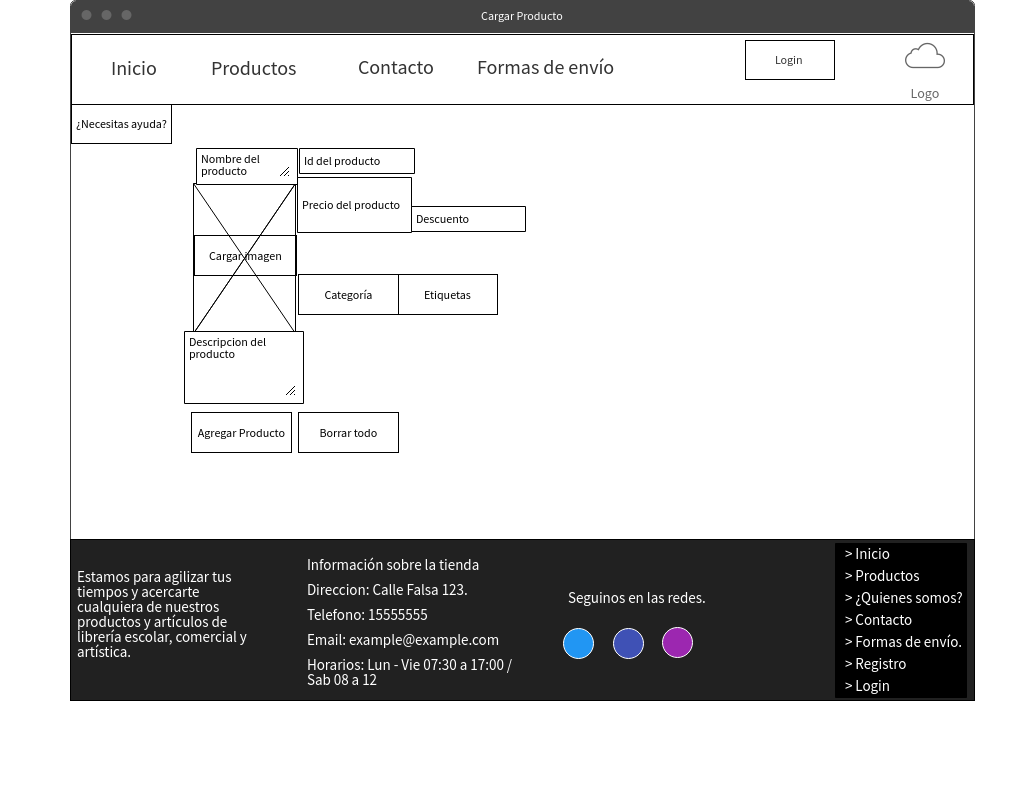 Cargar Producto
Inicio
Productos
Contacto
Formas de envío
Login
Logo
¿Necesitas ayuda?
Nombre del
producto
Id del producto
Precio del producto
Descuento
Cargar imagen
Categoría
Etiquetas
Descripcion del
producto
Agregar Producto
Borrar todo
Estamos para agilizar tus
tiempos y acercarte
cualquiera de nuestros
productos y artículos de
librería escolar, comercial y
artística.
Información sobre la tienda
Direccion: Calle Falsa 123.
Telefono: 15555555
Email: example@example.com
Horarios: Lun - Vie 07:30 a 17:00 /
Sab 08 a 12
Seguinos en las redes.
> Inicio
> Productos
> ¿Quienes somos?
> Contacto
> Formas de envío.
> Registro
> Login